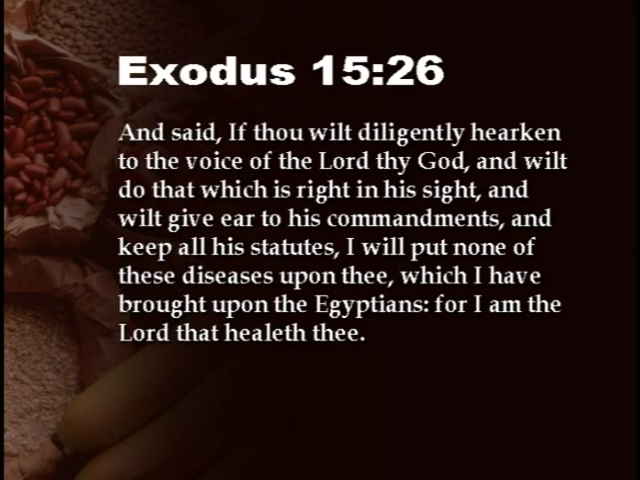 Exodus 15:26
And said, If thou wilt diligently hearken
to the voice of the Lord thy God, and wilt
do that which is right in his sight, and
wilt give ear to his commandments, and
keep all his statutes, I will put none of
these diseases upon thee, which I have
brought upon the Egyptians: for I am the
Lord that healeth thee.